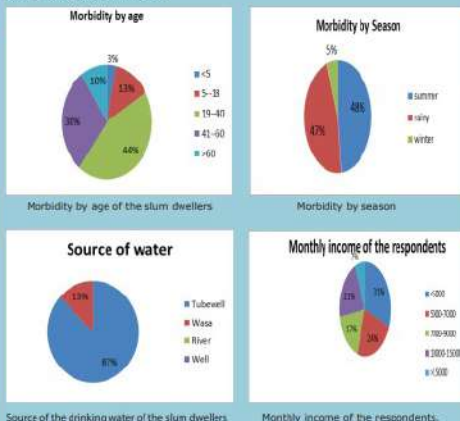 Morbidity by age
3%
13%
44%
30%
10%
<5
5--18
19--40
41--60
>60
Morbidity by age of the slum dwellers
Morbidity by Season
5%
48%
47%
summer
rainy
winter
Morbidity by season
Source of water
13%
87%
Tubewell
Wasa
River
Well
Source of the drinking water of the slum dwellers
Monthly income of the respondents
31%
24%
17%
21%
Monthly income of the respondents.